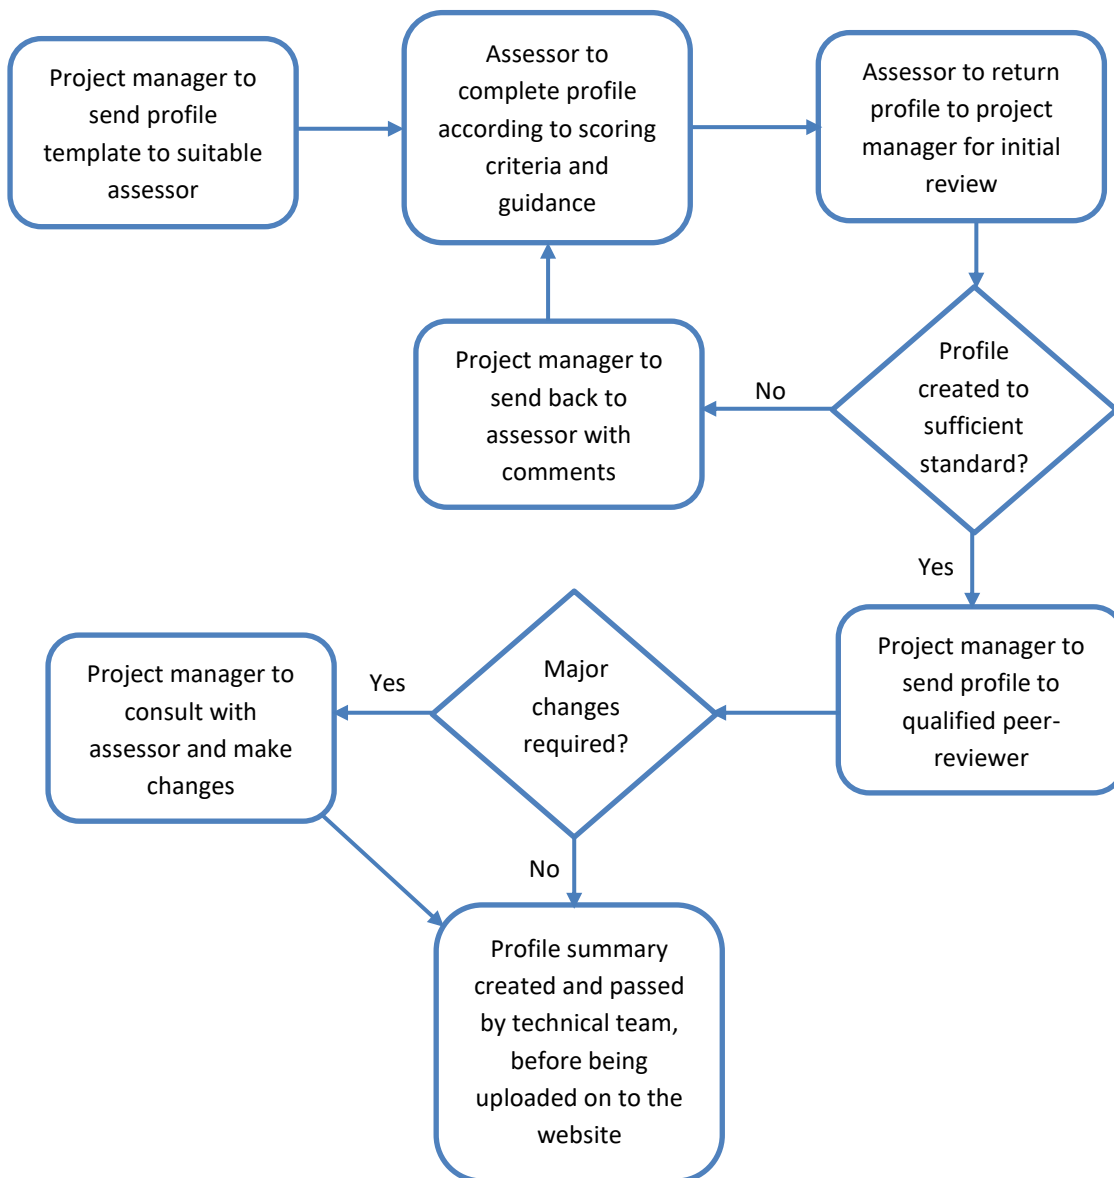 Project manager to
send profile
template to suitable
assessor
Assessor to
complete profile
according to scoring
criteria and
guidance
Assessor to return
profile to project
manager for initial
review
Profile
created to
sufficient
standard?
No
Project manager to
send back to
assessor with
comments
Yes
Project manager to
send profile to
qualified peer-
reviewer
Major
changes
required?
Yes
Project manager to
consult with
assessor and make
changes
No
Profile summary
created and passed
by technical team,
before being
uploaded on to the
website